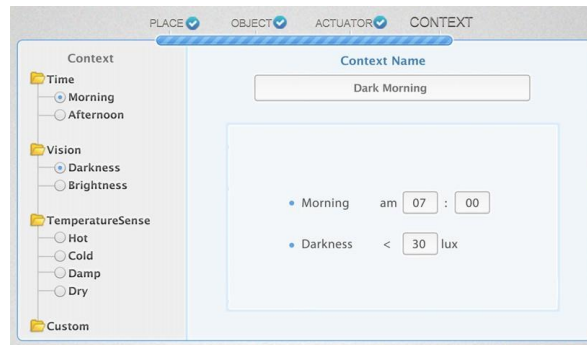 PLACE OBJECT ACTUATOR CONTEXT
Context
Time
Morning
Afternoon
Vision
Darkness
Brightness
TemperatureSense
Hot
Cold
Damp
Dry
Custom
Context Name
Dark Morning
Morning am 07 : 00
Darkness < 30 lux